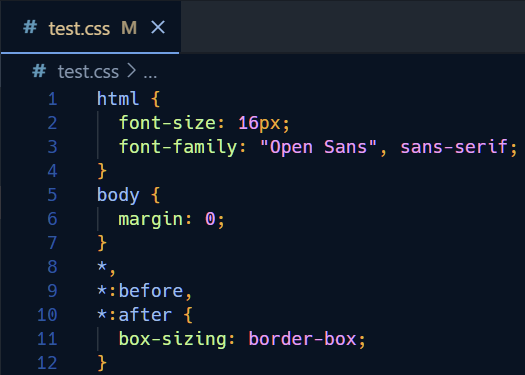 # test.css M ×
# test.css > ...
1 html {
2   font-size: 16px;
3   font-family: "Open Sans", sans-serif;
4 }
5 body {
6   margin: 0;
7 }
8 *,
9 *:before,
10 *:after {
11   box-sizing: border-box;
12 }